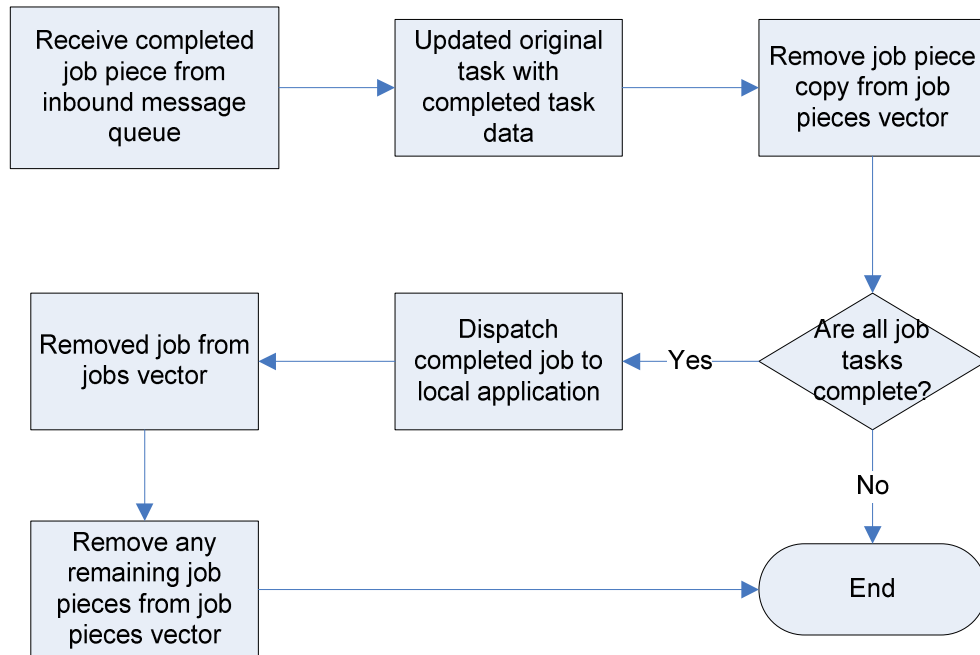 Receive completed
job piece from
inbound message
queue
Updated original
task with
completed task
data
Remove job piece
copy from job
pieces vector
Are all job
tasks
complete?
Yes
Dispatch
completed job to
local application
Removed job from
jobs vector
No
Remove any
remaining job
pieces from job
pieces vector
End